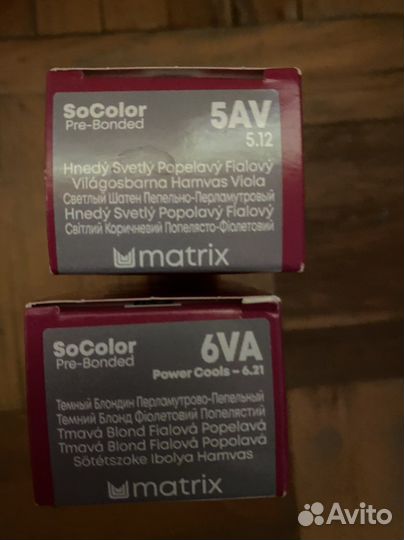 SoColor
Pre-Bonded
5AV
5.12
Hnedý Svetlý Popelavý Fialový
Világosbarna Hamvas Viola
Светлый Шатен Пепельно-Перламутровый
Hnedý Svetlý Popolavý Fialový
Світлий Коричневий Попелясто-Фіолетовий
matrix
SoColor
Pre-Bonded
6VA
Power Cools – 6.21
Темный Блондин Перламутрово-Пепельный
Темний Блонд Фіолетовий Попелястий
Tmavá Blond Fialová Popelavá
Tmavá Blond Fialová Popolavá
Sötétszoke Ibolya Hamvas
matrix
Avito